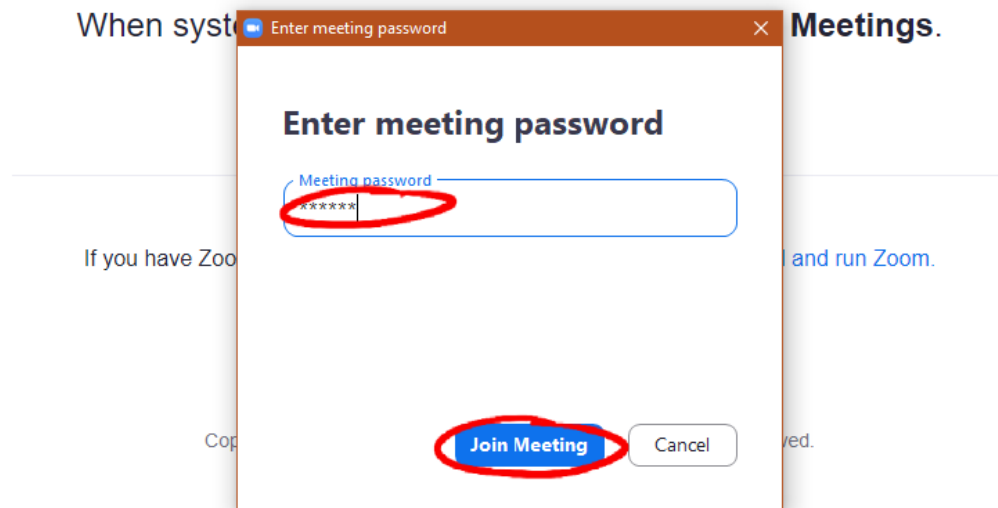 When syst
Meetings.
Enter meeting password
Enter meeting password
Meeting password
******
If you have Zoo
and run Zoom.
Join Meeting
Cancel
Cop
ved.